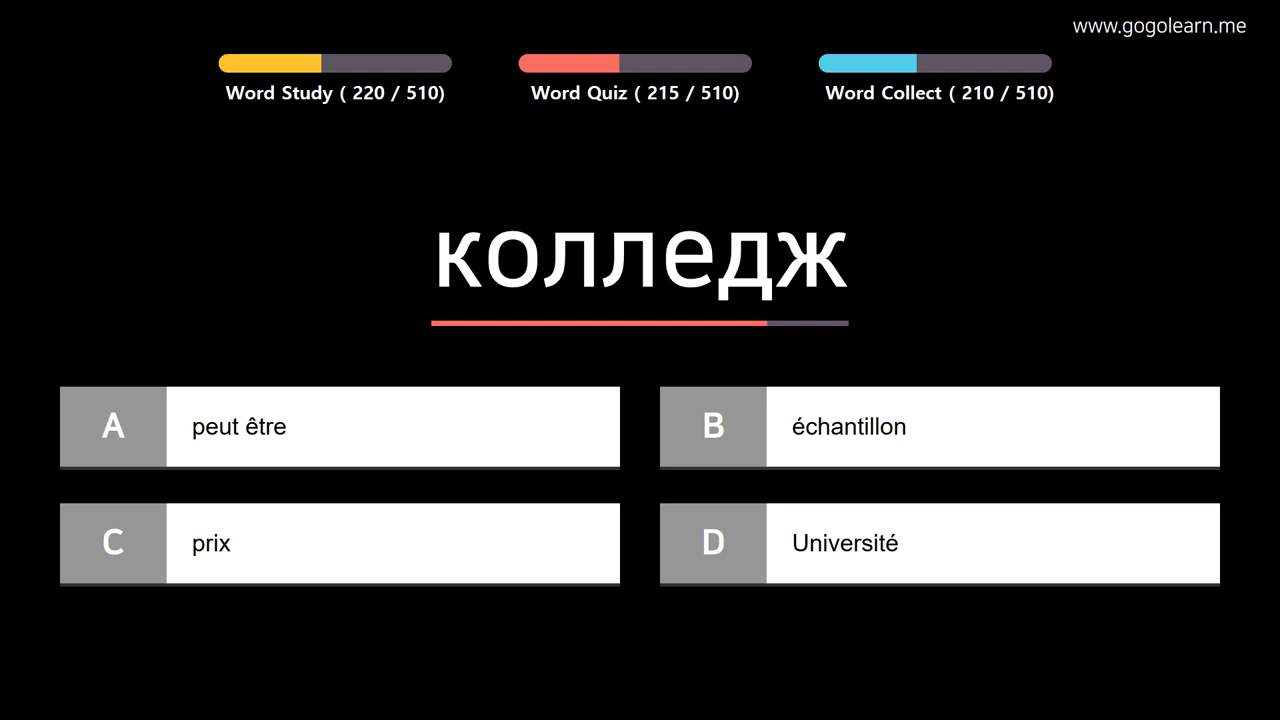 www.gogolearn.me
Word Study ( 220 / 510)
Word Quiz ( 215 / 510)
Word Collect ( 210 / 510)
колледж
A peut être
B échantillon
C prix
D Université